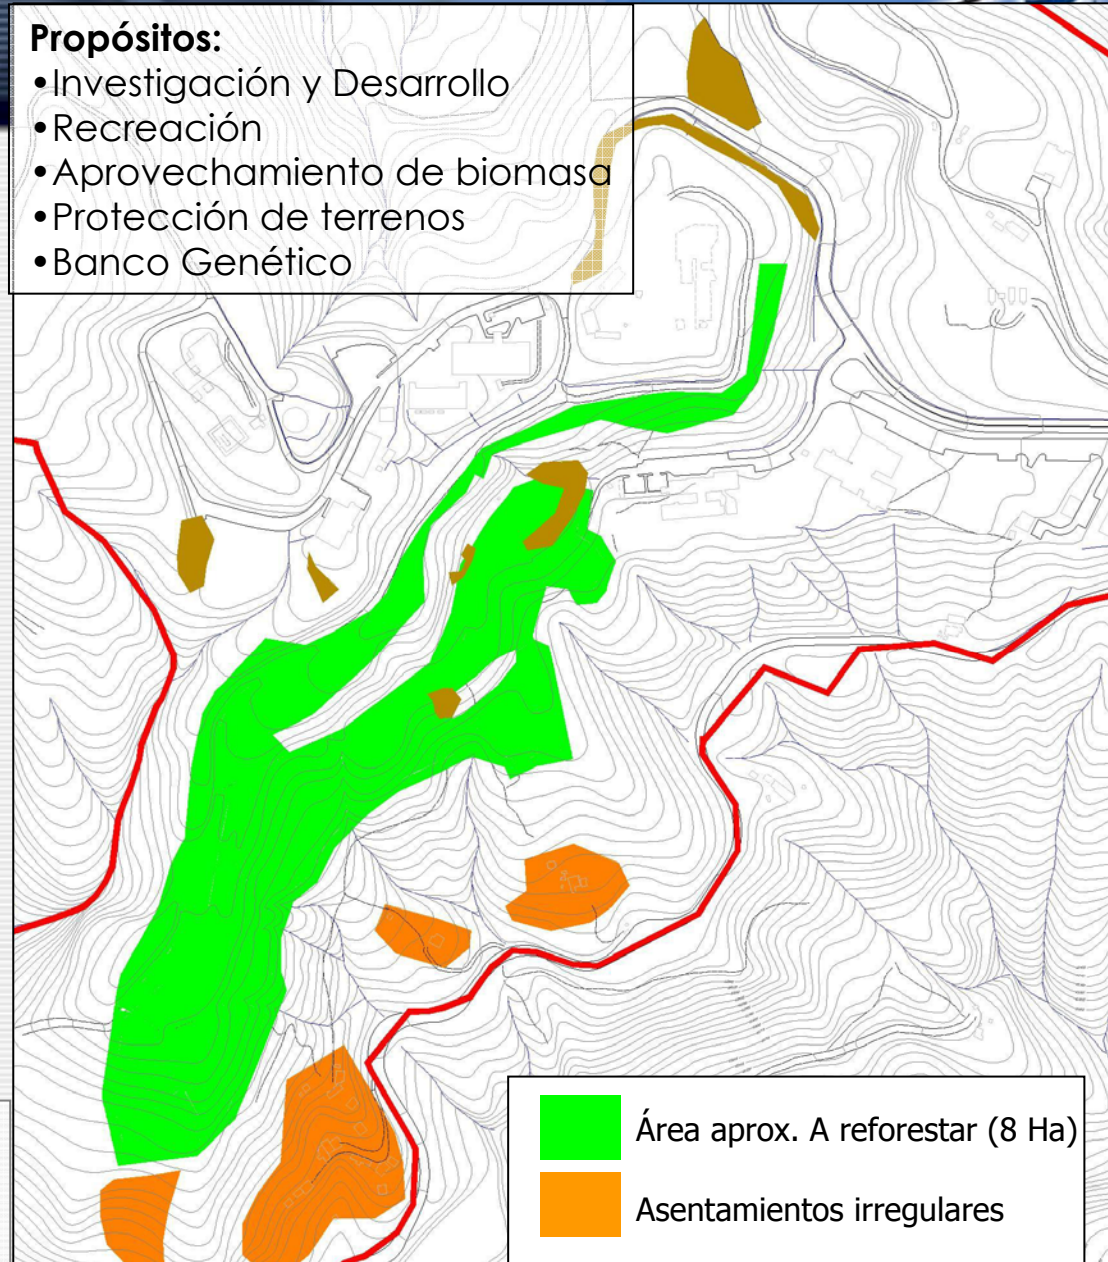 Propósitos:
•Investigación y Desarrollo
•Recreación
•Aprovechamiento de biomasa
•Protección de terrenos
•Banco Genético
Área aprox. A reforestar (8 Ha)
Asentamientos irregulares